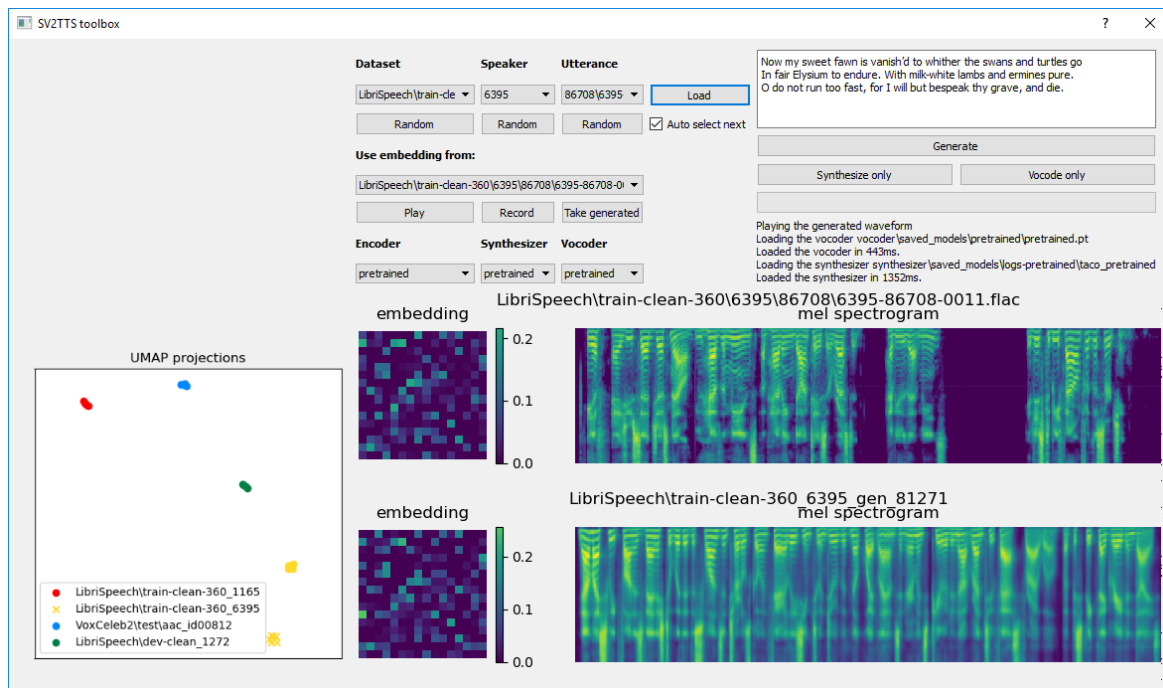 SV2TTS toolbox
?
Dataset
Speaker
Utterance
LibriSpeech\train-cle
6395
86708\6395
Load
Random
Random
Random
Auto select next
Use embedding from:
LibriSpeech\train-clean-360\6395\86708\6395-86708-0
Play
Record
Take generated
Encoder
Synthesizer
Vocoder
pretrained
pretrained
pretrained
Now my sweet fawn is vanish'd to whither the swans and turtles go
In fair Elysium to endure. With milk-white lambs and ermines pure.
O do not run too fast, for I will but bespeak thy grave, and die.
Generate
Synthesize only
Vocode only
Playing the generated waveform
Loading the vocoder vocoder\saved_models\pretrained\pretrained.pt
Loaded the vocoder in 443ms.
Loading the synthesizer synthesizer\saved_models\logs-pretrained\taco_pretrained
Loaded the synthesizer in 1352ms.
UMAP projections
LibriSpeech\train-clean-360_1165
LibriSpeech\train-clean-360_6395
VoxCeleb2\test\aac_id00812
LibriSpeech\dev-clean_1272
LibriSpeech\train-clean-360\6395\86708\6395-86708-0011.flac
embedding
mel spectrogram
0.2
0.1
0.0
LibriSpeech\train-clean-360_6395_gen_81271
embedding
mel spectrogram
0.2
0.1
0.0